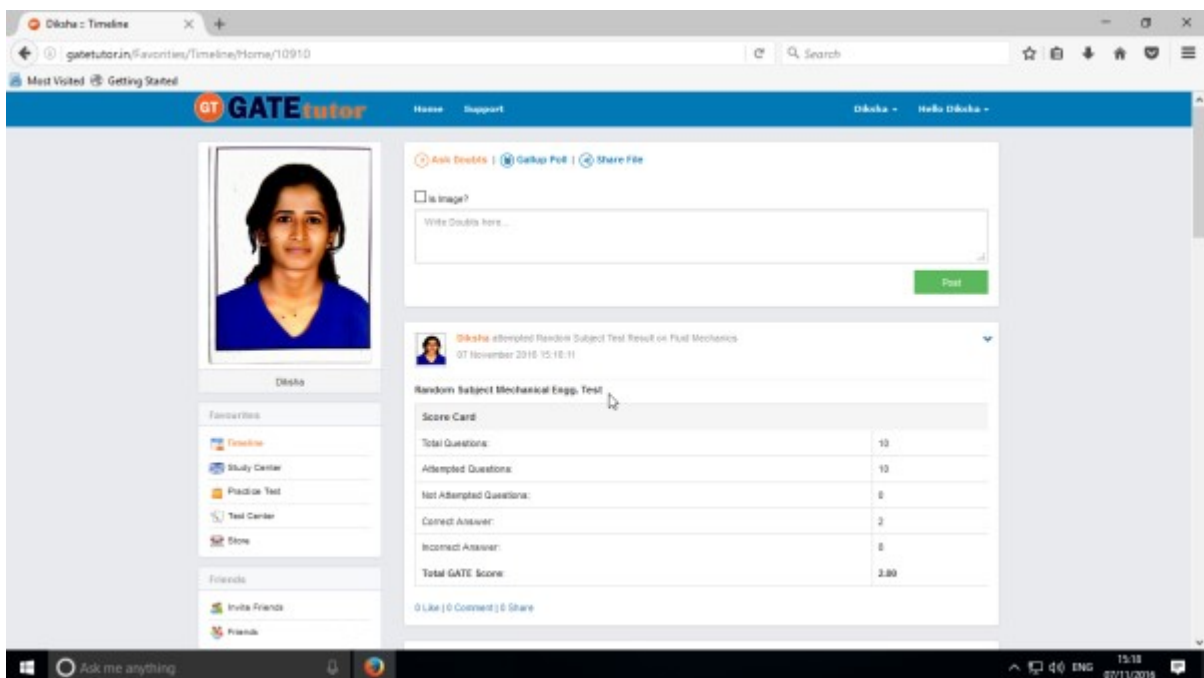 Diksha :: Timeline
gatetutor.in/Favorities/Timeline/Home/10910
Search
Most Visited Getting Started
GT GATEtutor Home Support Diksha Hello Diksha
Ask Doubts | Gallup Poll | Share File
Is Image?
Write Doubts here...
Post
Diksha
Diksha attempted Random Subject Test Result on Fluid Mechanics
07 November 2016 15:18:11
Random Subject Mechanical Engg. Test
Score Card
Total Questions: 10
Attempted Questions: 10
Not Attempted Questions: 0
Correct Answer: 2
Incorrect Answer:
Total GATE Score: 2.00
0 Like | 0 Comment | 0 Share
Favourites
Timeline
Study Center
Practice Test
Test Center
Store
Friends
Invite Friends
Friends
Ask me anything
ENG
15:18
07/11/2016